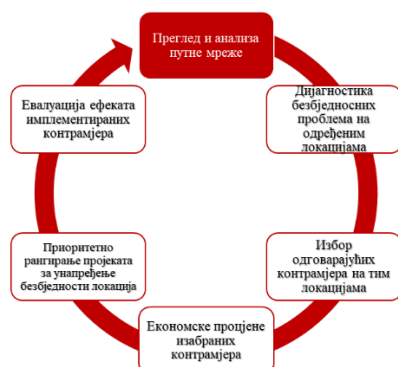 Преглед и анализа
путне мреже
Дијагностика
безбједносних
проблема на
одређеним
локацијама
Избор
одговарајућих
контрамјера на тим
локацијама
Економске процјене
изабраних
контрамјера
Приоритетно
рангирање пројеката
за унапређење
безбједности локација
Евалуација ефеката
имплементираних
контрамјера